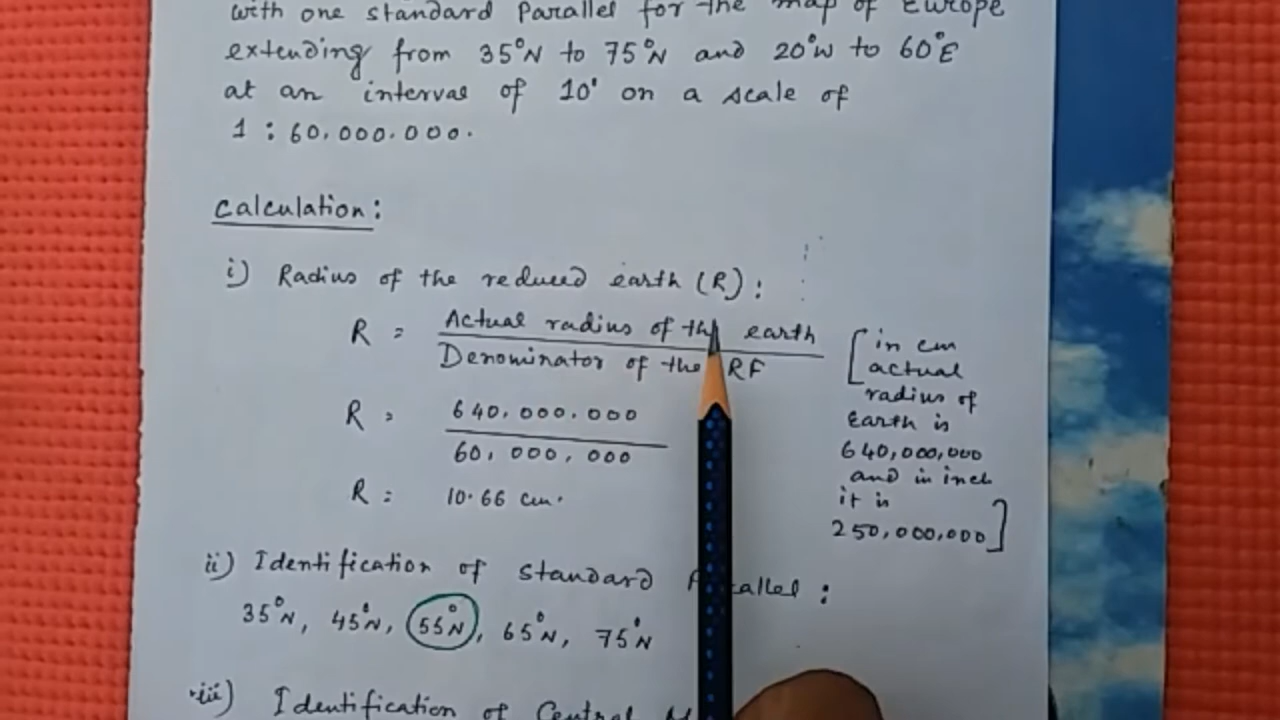 with one standard Parallel for the map of Europe
extending from 35°N to 75°N and 20°W to 60°E
at an interval of 10° on a scale of
1 : 60,000,000.
Calculation:
i) Radius of the reduced earth (R):
R = Actual radius of the earth
Denominator of the RF
R = 640,000,000
60,000,000
R = 10.66 cm.
[in cm
actual
radius of
Earth is
640,000,000
and in inch
it is
250,000,000]
ii) Identification of standard Parallel :
35°N, 45°N, 55°N, 65°N, 75°N
iii) Identification of Central